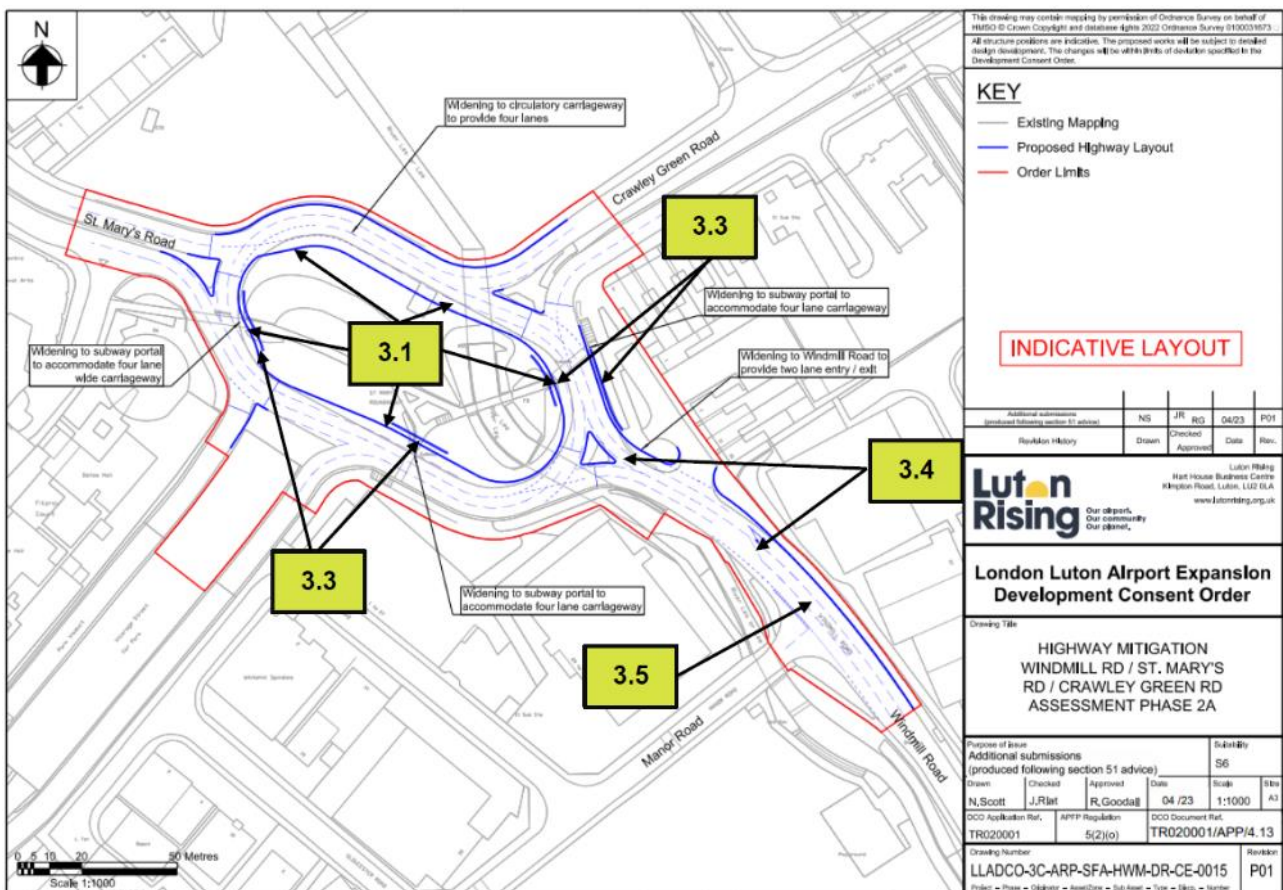 N
Widening to circulatory carriageway
to provide four lanes
Crawley Green Road
St. Mary's Road
3.3
Widening to subway portal to
accommodate four lane carriageway
3.1
Widening to subway portal
to accommodate four lane
wide carriageway
Widening to Windmill Road to
provide two lane entry / exit
3.4
3.3
Widening to subway portal to
accommodate four lane carriageway
3.5
Manor Road
Windmill Road
0 5 10 20 50 Metres
Scale 1:1000
This drawing may contain mapping by permission of Ordnance Survey on behalf of
HMSO © Crown Copyright and database rights 2022 Ordnance Survey 0100031673
All structure positions are indicative. The proposed works will be subject to detailed
design development. The changes will be within limits of deviation specified in the
Development Consent Order.
KEY
Existing Mapping
Proposed Highway Layout
Order Limits
INDICATIVE LAYOUT
Additional submissions
(produced following section 51 advice)
NS JR RG 04/23 P01
Revision History Drawn Checked Approved Date Rev.
Luton Rising
Our airport.
Our community
Our planet.
Luton Rising
Hart House Business Centre
Kimpton Road, Luton, LU2 0LA
www.lutonrising.org.uk
London Luton Airport Expansion
Development Consent Order
Drawing Title
HIGHWAY MITIGATION
WINDMILL RD / ST. MARY'S
RD / CRAWLEY GREEN RD
ASSESSMENT PHASE 2A
Purpose of issue
Additional submissions
(produced following section 51 advice)
Suitability
S6
Drawn Checked Approved Date Scale Size
N.Scott J.Riat R.Goodall 04 /23 1:1000 A3
DCO Application Ref. APFP Regulation DCO Document Ref.
TR020001 5(2)(o) TR020001/APP/4.13
Drawing Number Revision
LLADCO-3C-ARP-SFA-HWM-DR-CE-0015 P01